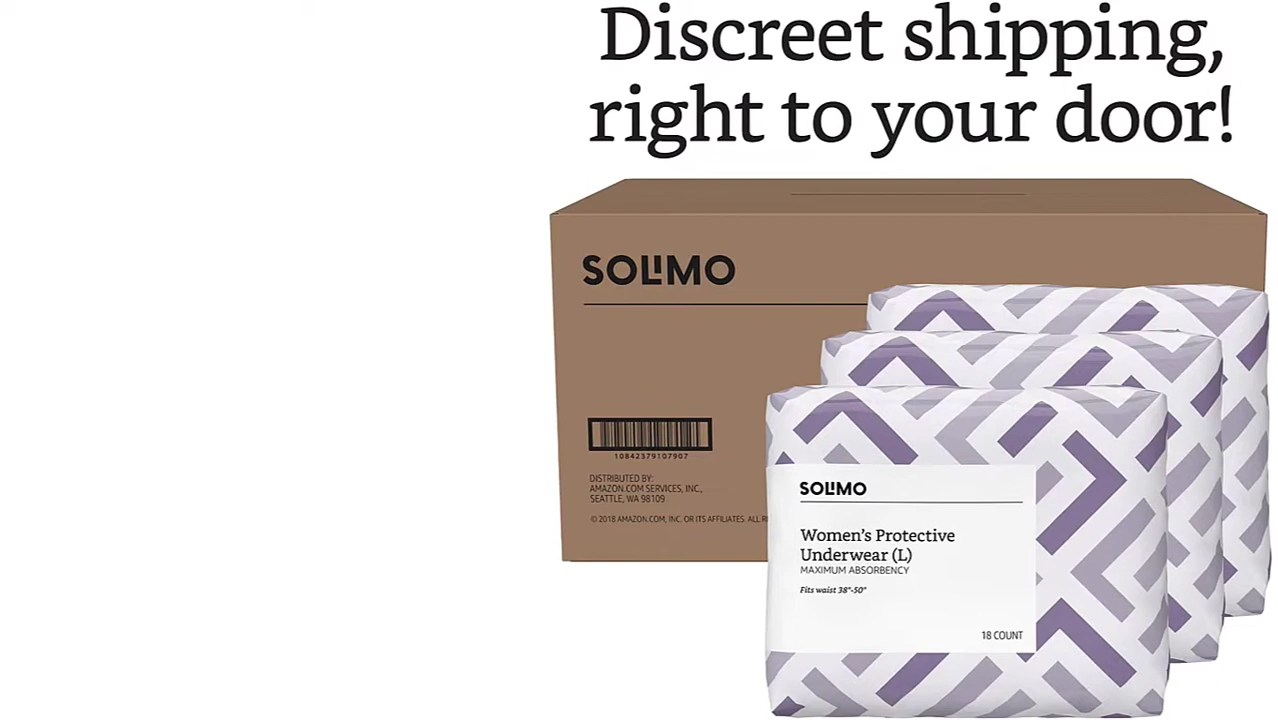 Discreet shipping,
right to your door!
SOLIMO
10842379107907
DISTRIBUTED BY:
AMAZON.COM SERVICES, INC.,
SEATTLE, WA 98109
© 2018 AMAZON.COM, INC. OR ITS AFFILIATES. ALL
SOLIMO
Women's Protective
Underwear (L)
MAXIMUM ABSORBENCY
Fits waist 38"-50"
18 COUNT